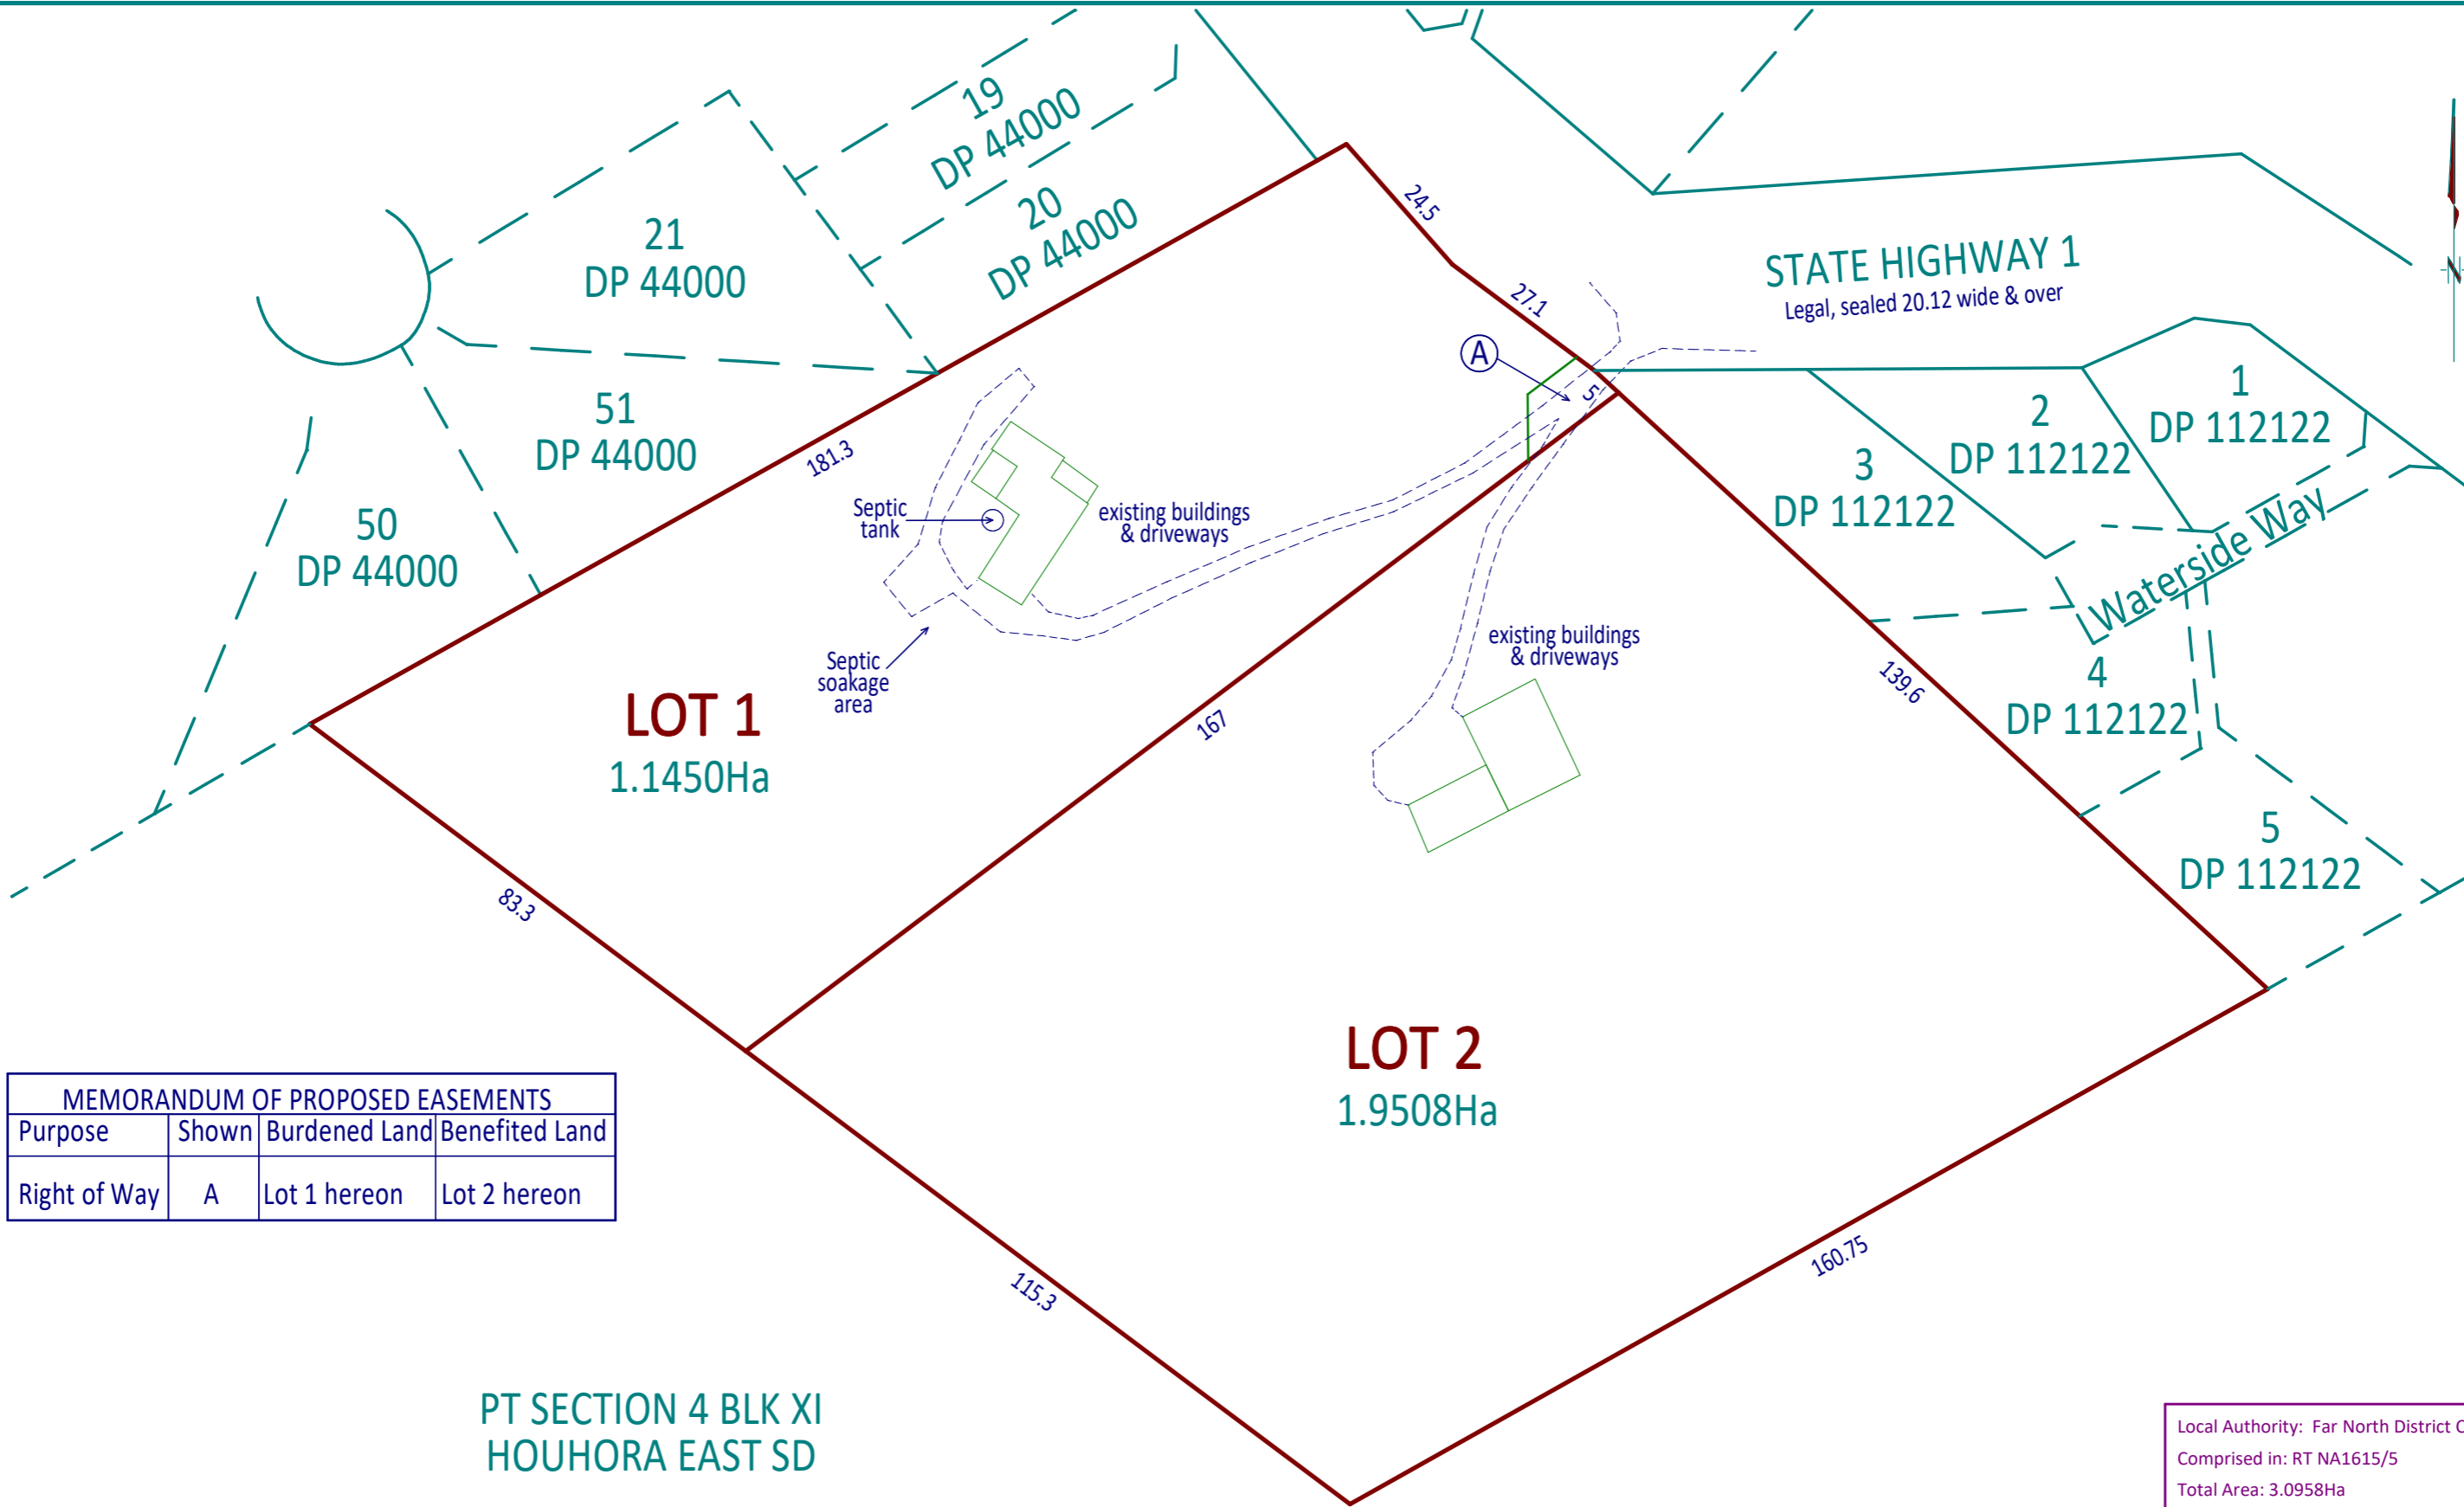 19
DP 44000
20
DP 44000
21
DP 44000
51
DP 44000
50
DP 44000
24.5
27.1
STATE HIGHWAY 1
Legal, sealed 20.12 wide & over
A
5
1
DP 112122
2
DP 112122
3
DP 112122
Waterside Way
4
DP 112122
5
DP 112122
181.3
Septic
tank
existing buildings
& driveways
Septic
soakage
area
existing buildings
& driveways
139.6
167
LOT 1
1.1450Ha
83.3
LOT 2
1.9508Ha
115.3
160.75
MEMORANDUM OF PROPOSED EASEMENTS
Purpose Shown Burdened Land Benefited Land
Right of Way A Lot 1 hereon Lot 2 hereon
PT SECTION 4 BLK XI
HOUHORA EAST SD
Local Authority: Far North District C
Comprised in: RT NA1615/5
Total Area: 3.0958Ha